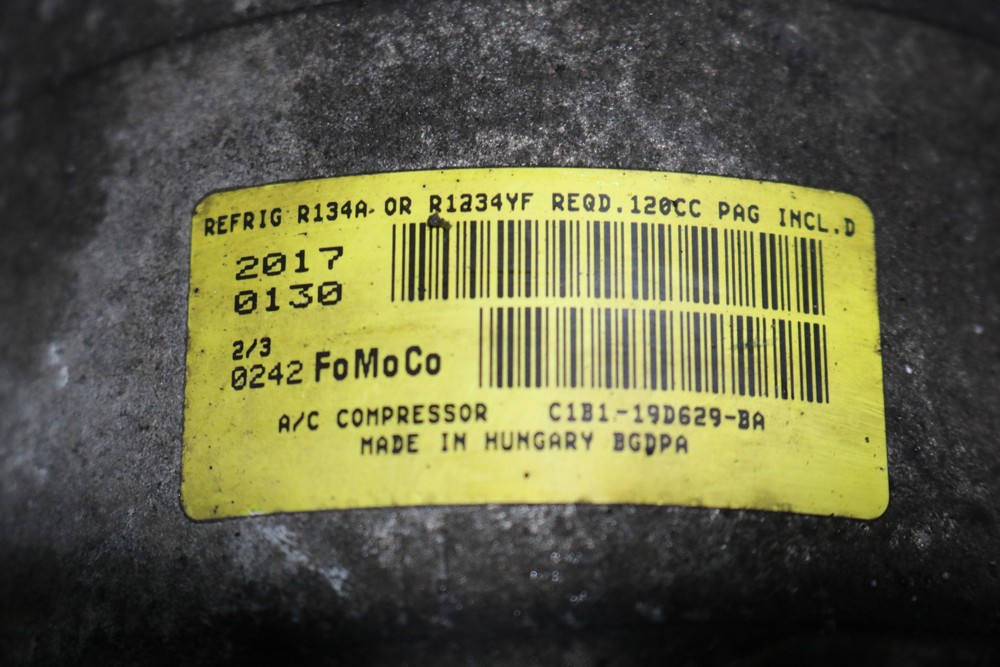 REFRIG R134A OR R1234YF REQD.120CC PAG INCL.D
2017
0130
2/3
0242 FoMoCo
A/C COMPRESSOR C1B1-19D629-BA
MADE IN HUNGARY BGDPA